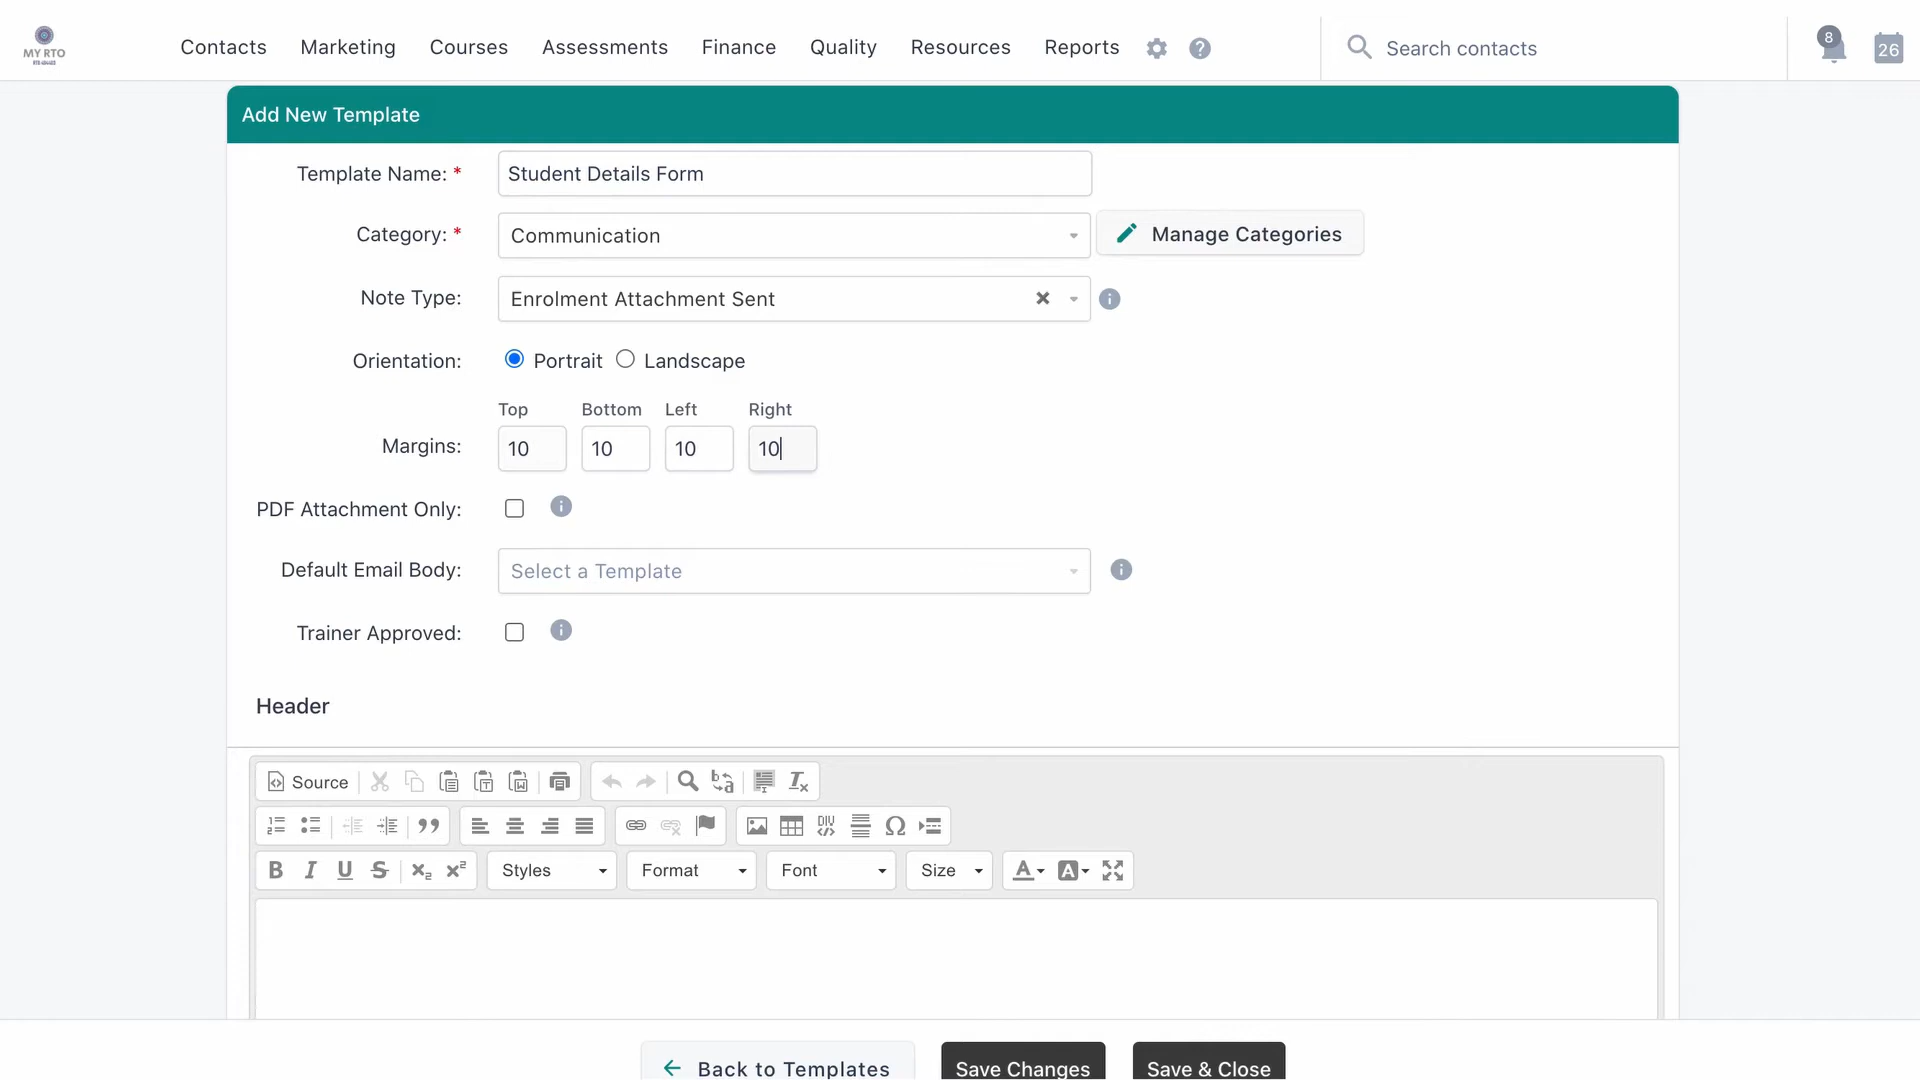 MY RTO
Contacts Marketing Courses Assessments Finance Quality Resources Reports Search contacts 8 26
Add New Template
Template Name: * Student Details Form
Category: * Communication Manage Categories
Note Type: Enrolment Attachment Sent
Orientation: Portrait Landscape
Top Bottom Left Right
Margins: 10 10 10 10
PDF Attachment Only:
Default Email Body: Select a Template
Trainer Approved:
Header
Source
Styles Format Font Size
Back to Templates Save Changes Save & Close